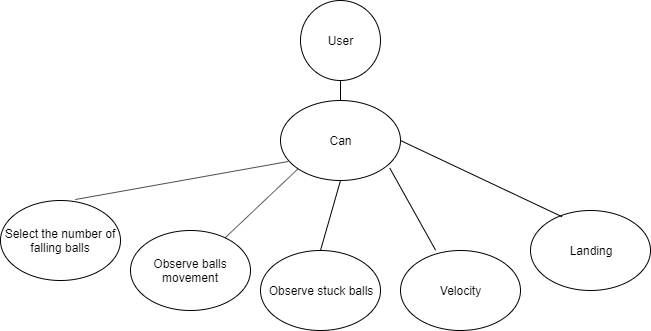 User
Can
Select the number of
falling balls
Observe balls
movement
Observe stuck balls
Velocity
Landing